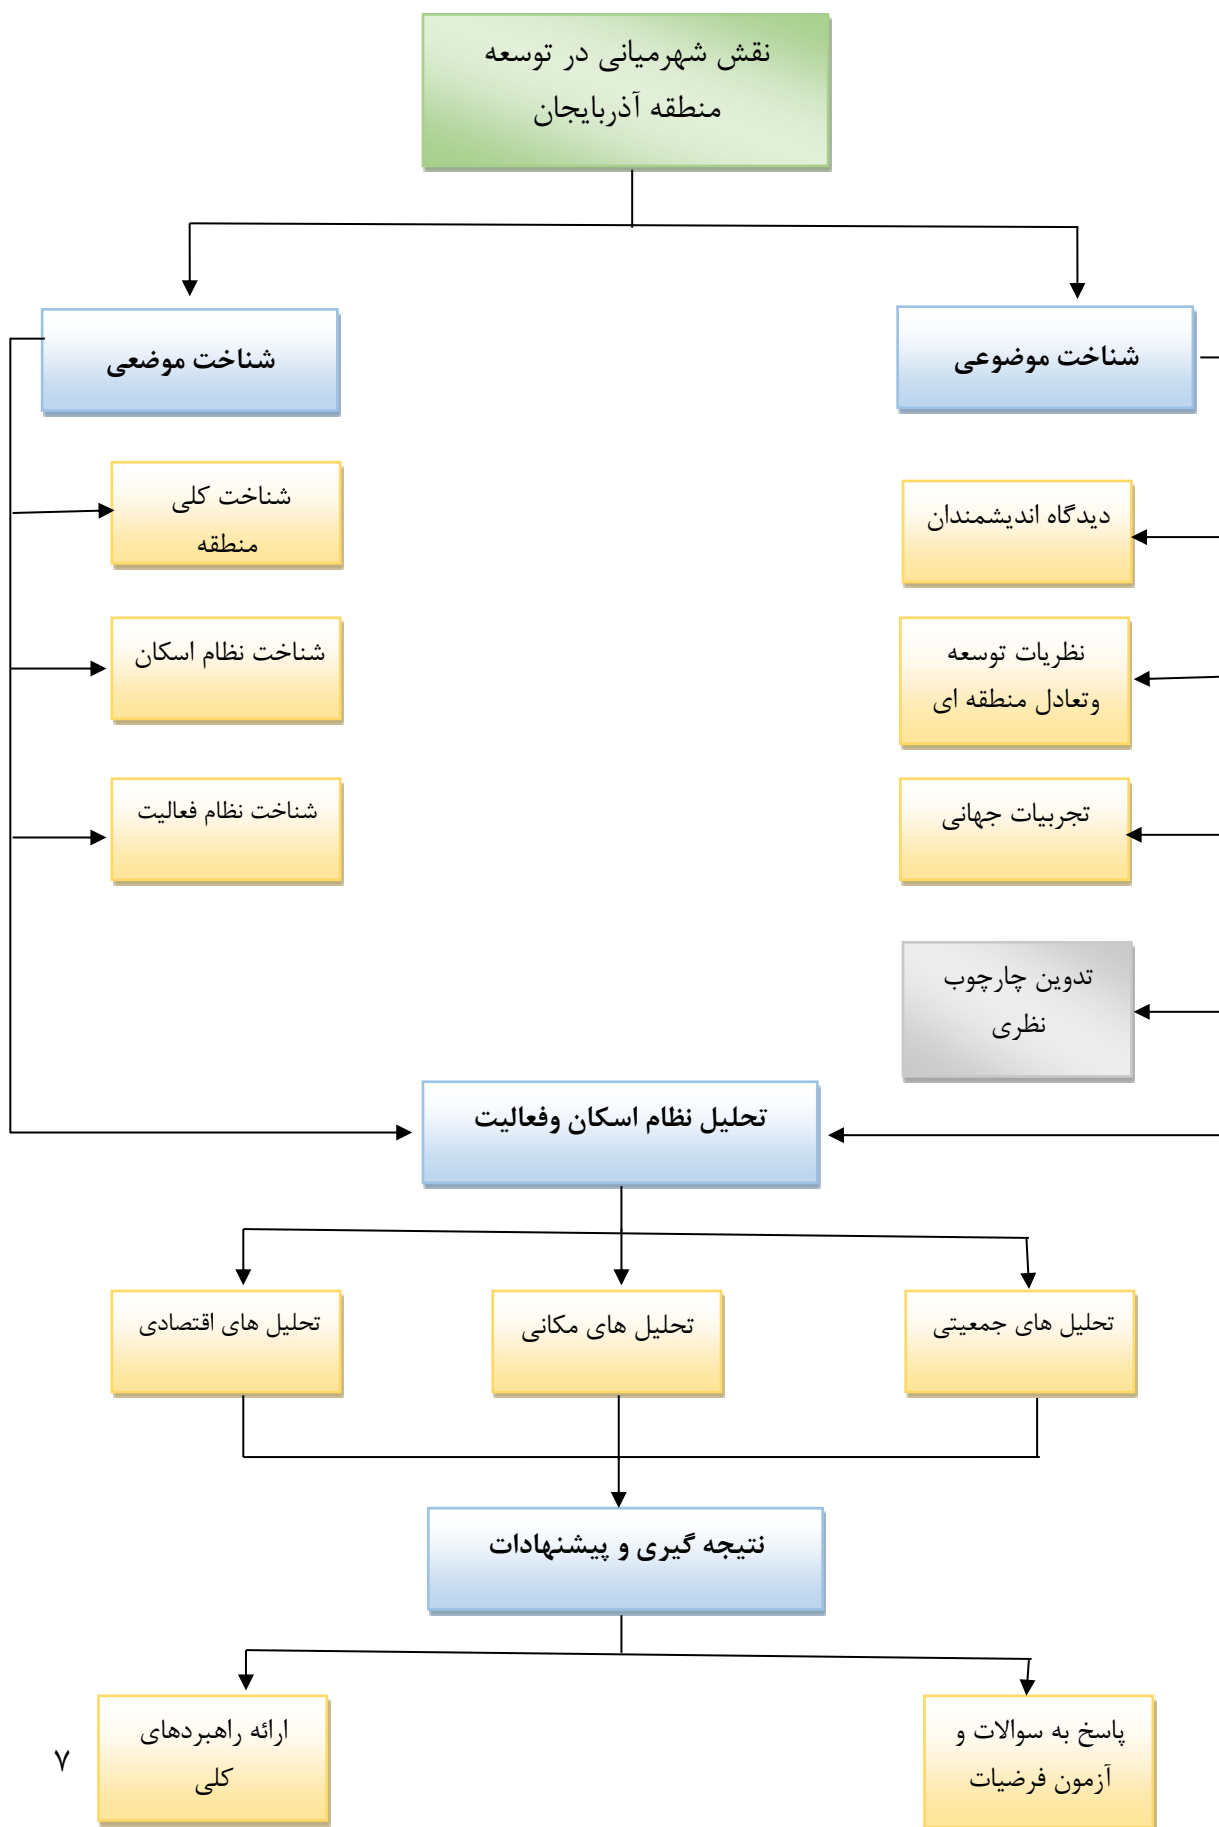 نقش شهرمیانی در توسعه
منطقه آذربایجان
شناخت موضوعی
شناخت موضعی
دیدگاه اندیشمندان
نظریات توسعه
وتعادل منطقه ای
تجربیات جهانی
تدوین چارچوب
نظری
شناخت کلی
منطقه
شناخت نظام اسکان
شناخت نظام فعالیت
تحلیل نظام اسکان وفعالیت
تحلیل های جمعیتی
تحلیل های مکانی
تحلیل های اقتصادی
نتیجه گیری و پیشنهادات
پاسخ به سوالات و
آزمون فرضیات
ارائه راهبردهای
کلی
۷